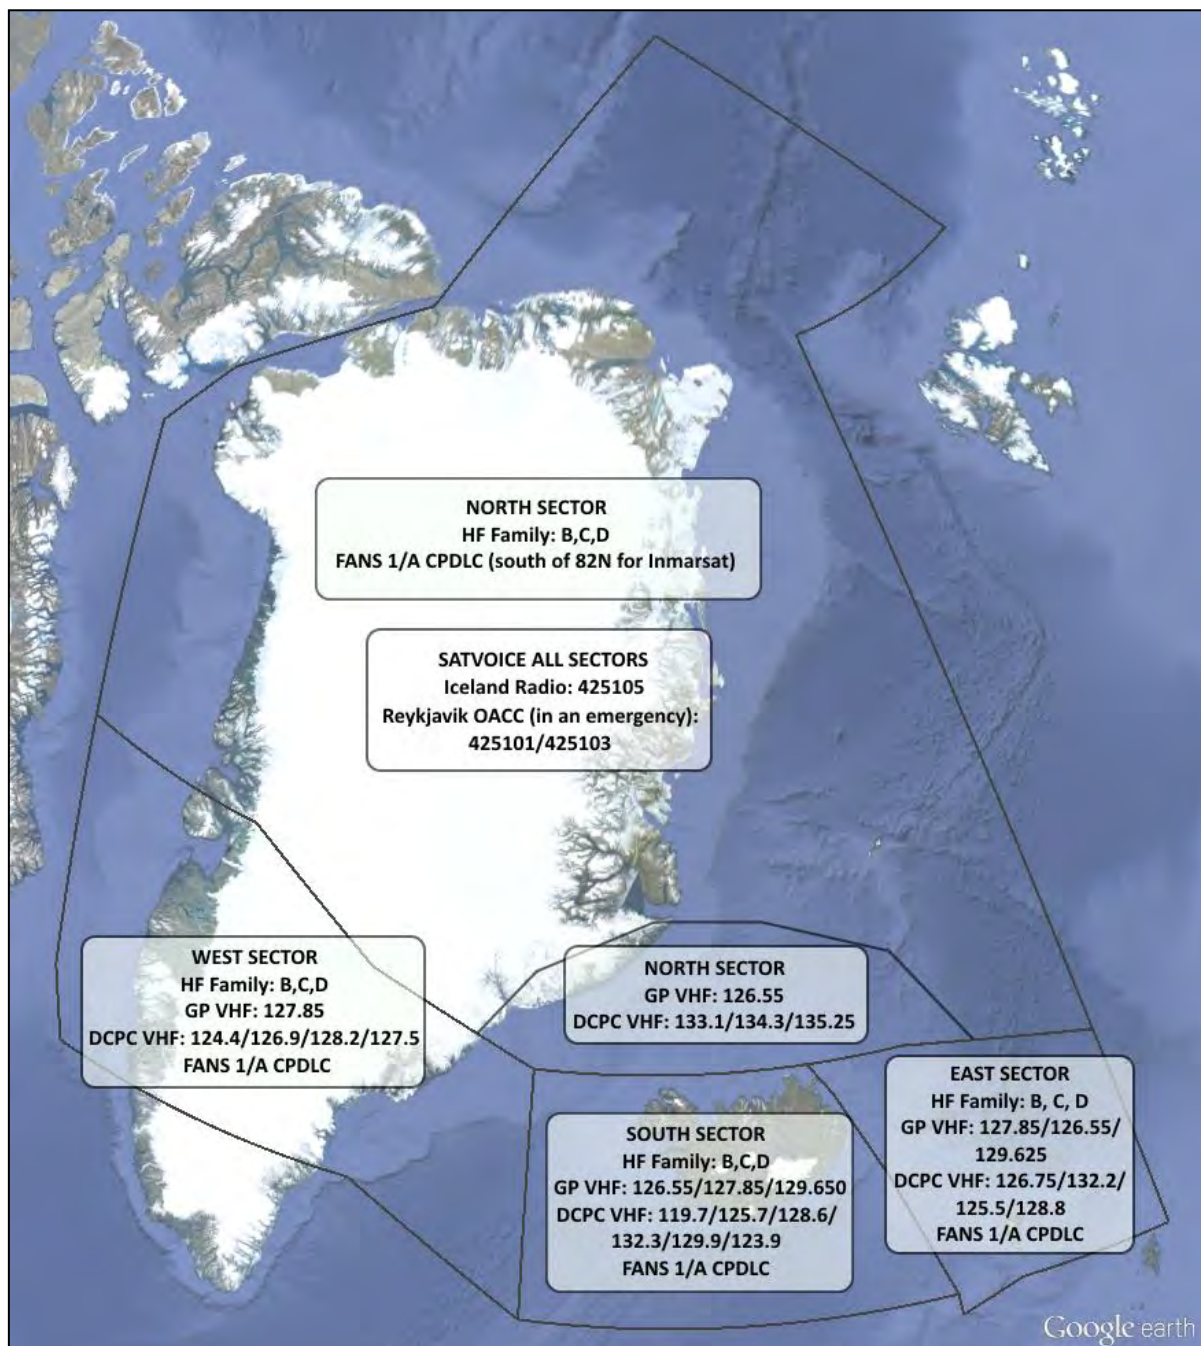 NORTH SECTOR
HF Family: B,C,D
FANS 1/A CPDLC (south of 82N for Inmarsat)
SATVOICE ALL SECTORS
Iceland Radio: 425105
Reykjavik OACC (in an emergency):
425101/425103
WEST SECTOR
HF Family: B,C,D
GP VHF: 127.85
DCPC VHF: 124.4/126.9/128.2/127.5
FANS 1/A CPDLC
NORTH SECTOR
GP VHF: 126.55
DCPC VHF: 133.1/134.3/135.25
EAST SECTOR
HF Family: B, C, D
GP VHF: 127.85/126.55/
129.625
DCPC VHF: 126.75/132.2/
125.5/128.8
FANS 1/A CPDLC
SOUTH SECTOR
HF Family: B,C,D
GP VHF: 126.55/127.85/129.650
DCPC VHF: 119.7/125.7/128.6/
132.3/129.9/123.9
FANS 1/A CPDLC
Google earth